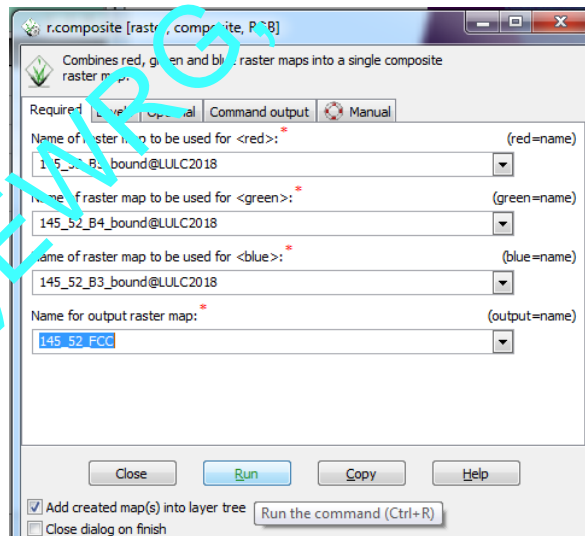 r.composite [raster, composite, RGB]
Combines red, green and blue raster maps into a single composite
raster map.
Required Levels Optional Command output Manual
Name of raster map to be used for <red>:* (red=name)
145_52_B5_bound@LULC2018
Name of raster map to be used for <green>:* (green=name)
145_52_B4_bound@LULC2018
Name of raster map to be used for <blue>:* (blue=name)
145_52_B3_bound@LULC2018
Name for output raster map:* (output=name)
145_52_FCC
Close Run Copy Help
Add created map(s) into layer tree
Run the command (Ctrl+R)
Close dialog on finish
EWRG,